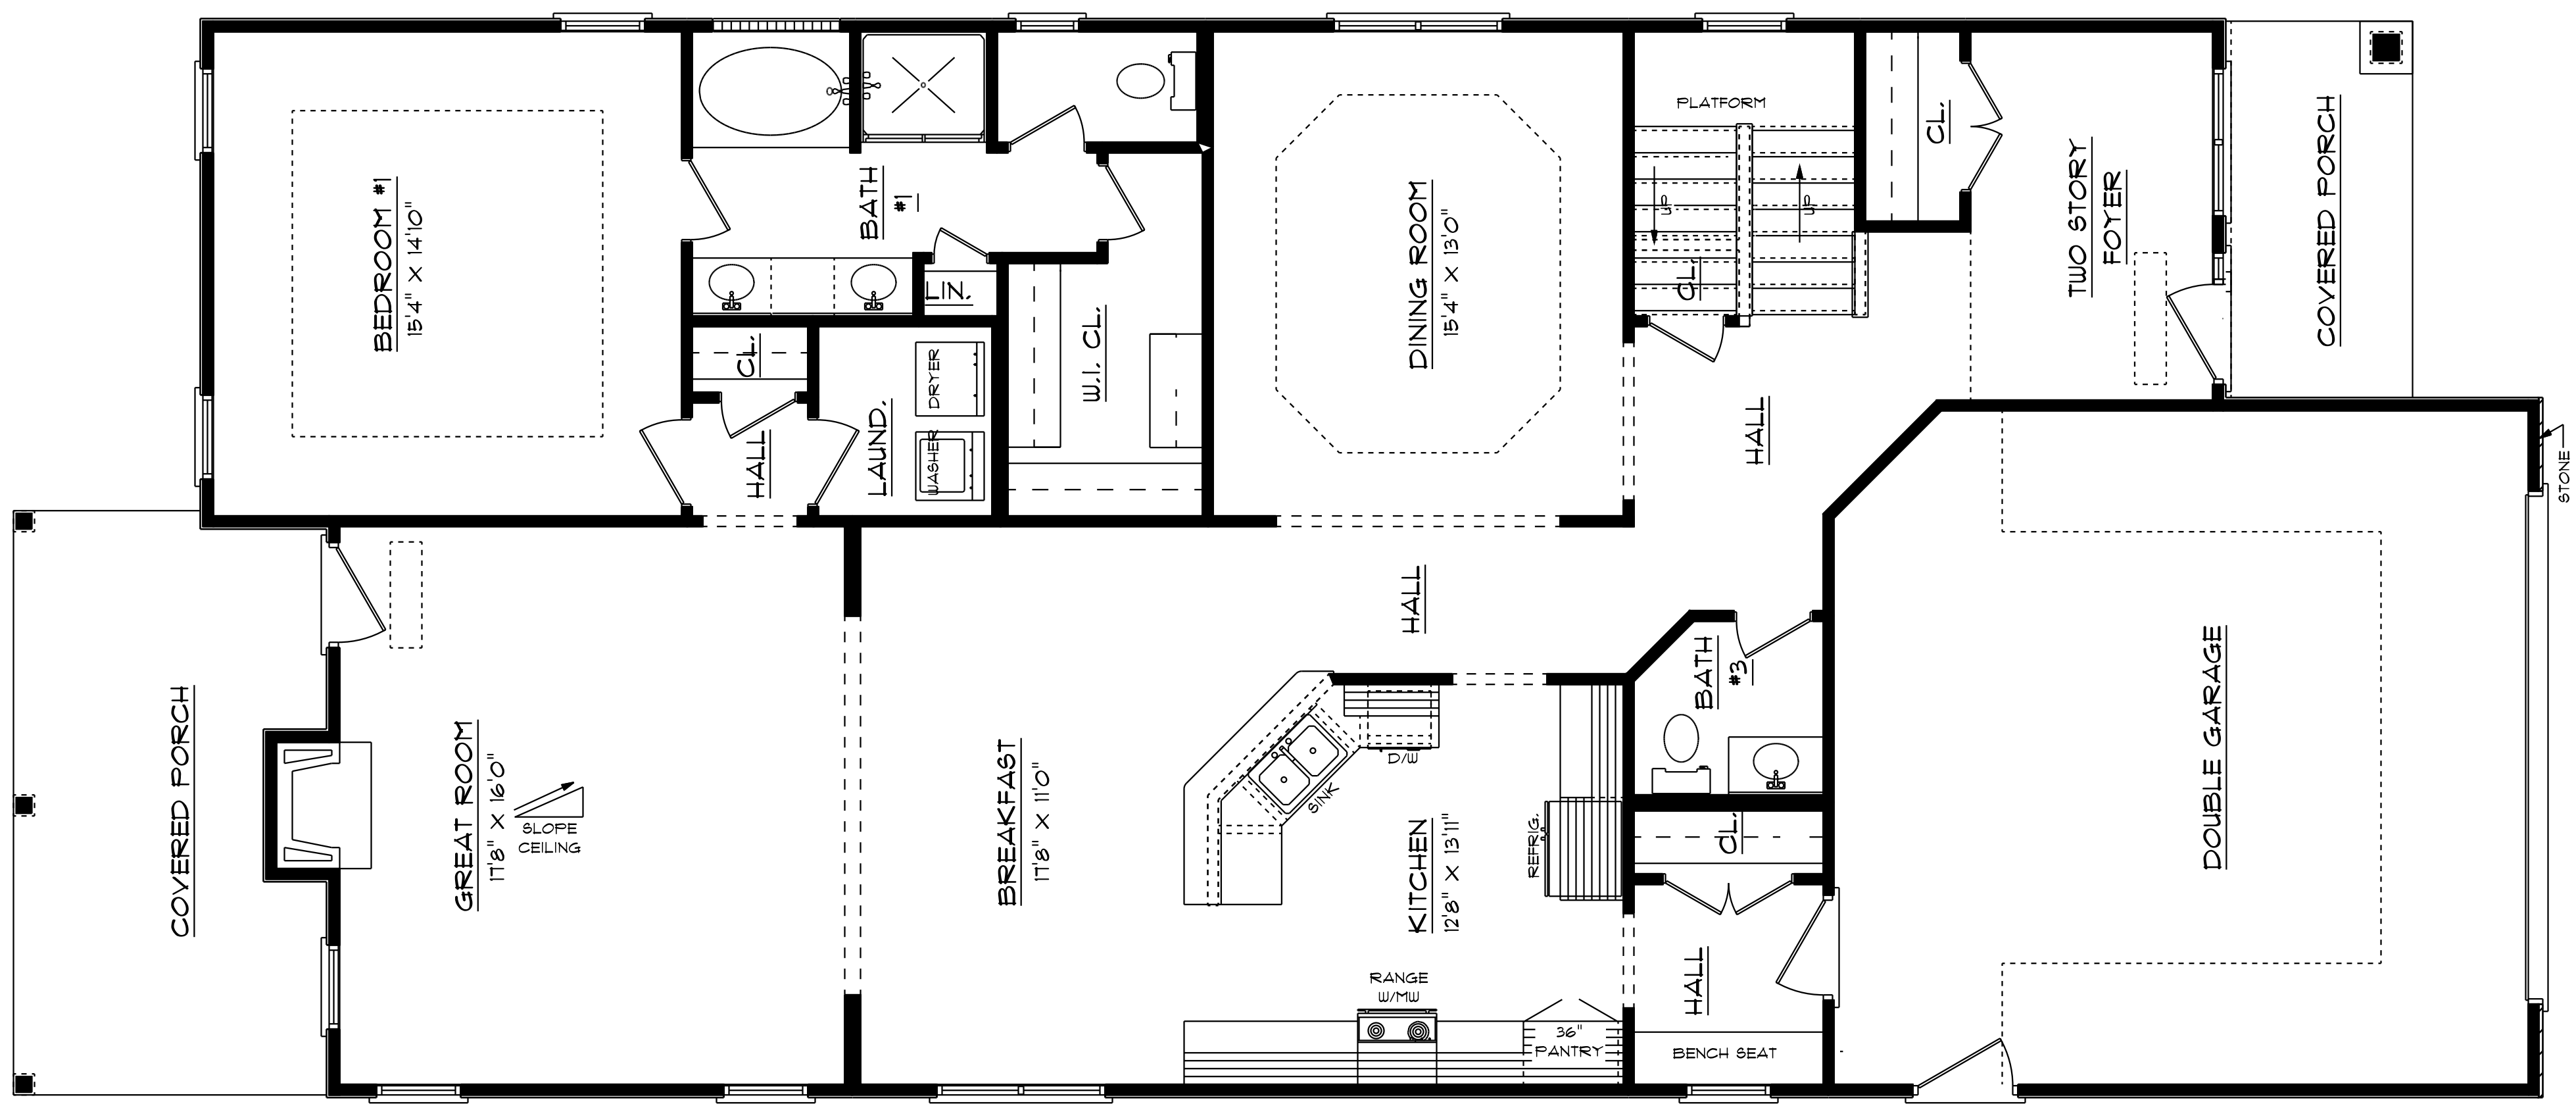 BEDROOM #1
15'4" X 14'10"
BATH
#1
LIN.
CL.
HALL
LAUND.
DRYER
WASHER
W.I. CL.
DINING ROOM
15'4" X 13'0"
PLATFORM
UP
UP
CL.
CL.
TWO STORY
FOYER
COVERED PORCH
HALL
STONE
COVERED PORCH
GREAT ROOM
17'8" X 16'0"
SLOPE
CEILING
BREAKFAST
17'8" X 11'0"
HALL
SINK
D/W
KITCHEN
12'8" X 13'11"
REFRIG.
RANGE
W/MW
36"
PANTRY
BATH
#3
CL.
HALL
BENCH SEAT
DOUBLE GARAGE